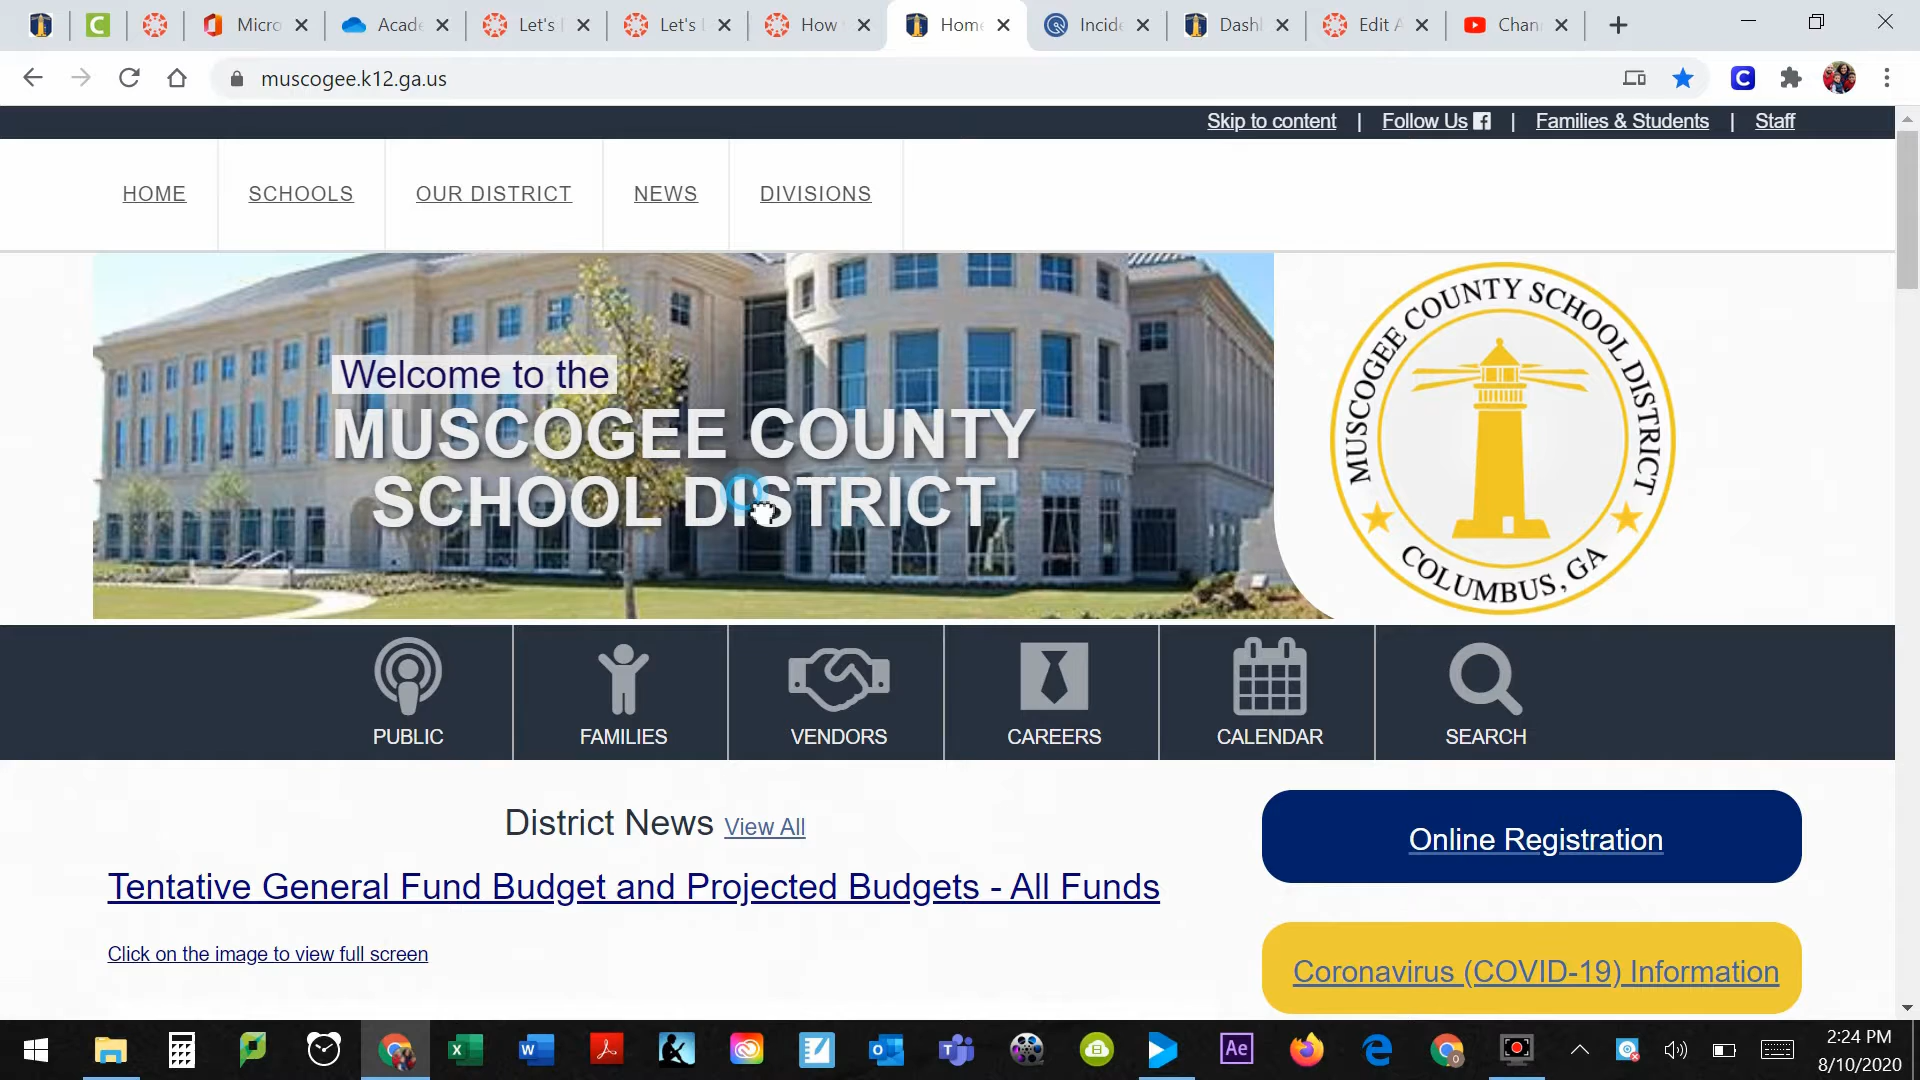 Micro
Acade
Let's
Let's
How
Home
Incide
Dashl
Edit A
Chan
muscogee.k12.ga.us
Skip to content | Follow Us | Families & Students | Staff
HOME
SCHOOLS
OUR DISTRICT
NEWS
DIVISIONS
Welcome to the
MUSCOGEE COUNTY
SCHOOL DISTRICT
MUSCOGEE COUNTY SCHOOL DISTRICT
COLUMBUS, GA
PUBLIC
FAMILIES
VENDORS
CAREERS
CALENDAR
SEARCH
District News View All
Tentative General Fund Budget and Projected Budgets - All Funds
Click on the image to view full screen
Online Registration
Coronavirus (COVID-19) Information
2:24 PM
8/10/2020